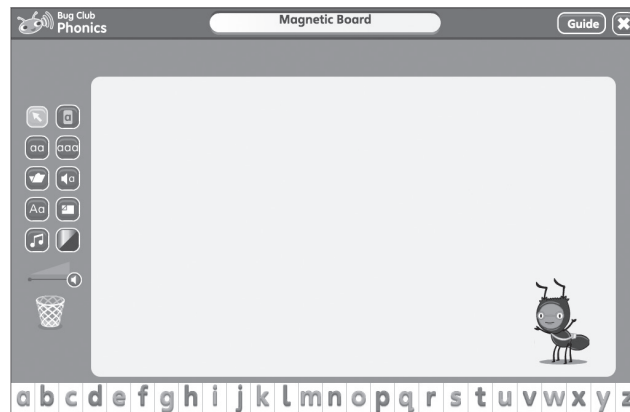 Bug Club
Phonics
Magnetic Board
Guide
a
aa aaa
a
Aa
a b c d e f g h i j k l m n o p q r s t u v w x y z